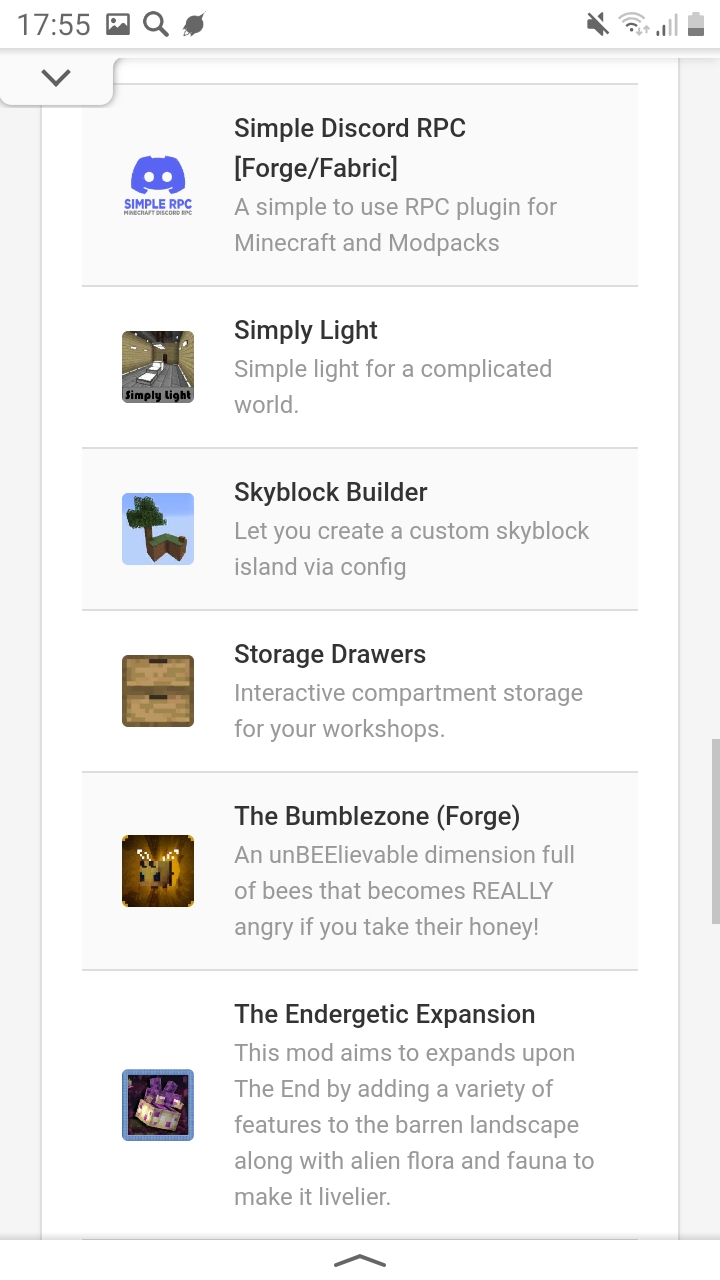 17:55
Simple Discord RPC
[Forge/Fabric]
A simple to use RPC plugin for
Minecraft and Modpacks
SIMPLE RPC
MINECRAFT DISCORD RPC
Simply Light
Simple light for a complicated
world.
Simply Light
Skyblock Builder
Let you create a custom skyblock
island via config
Storage Drawers
Interactive compartment storage
for your workshops.
The Bumblezone (Forge)
An unBEElievable dimension full
of bees that becomes REALLY
angry if you take their honey!
The Endergetic Expansion
This mod aims to expands upon
The End by adding a variety of
features to the barren landscape
along with alien flora and fauna to
make it livelier.